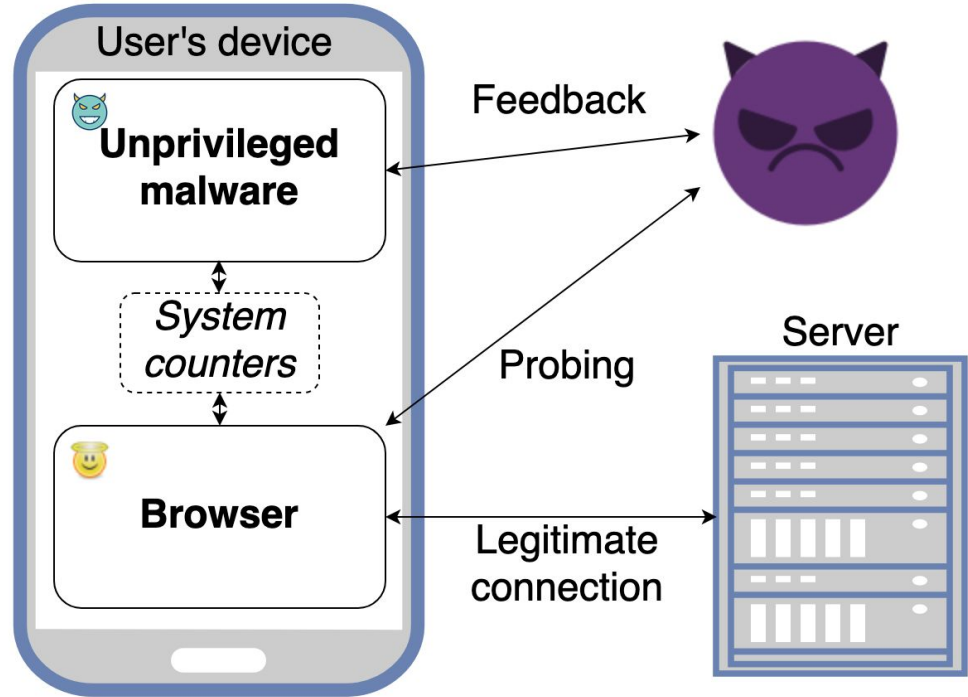 User's device
Unprivileged
malware
System
counters
Browser
Feedback
Probing
Server
Legitimate
connection